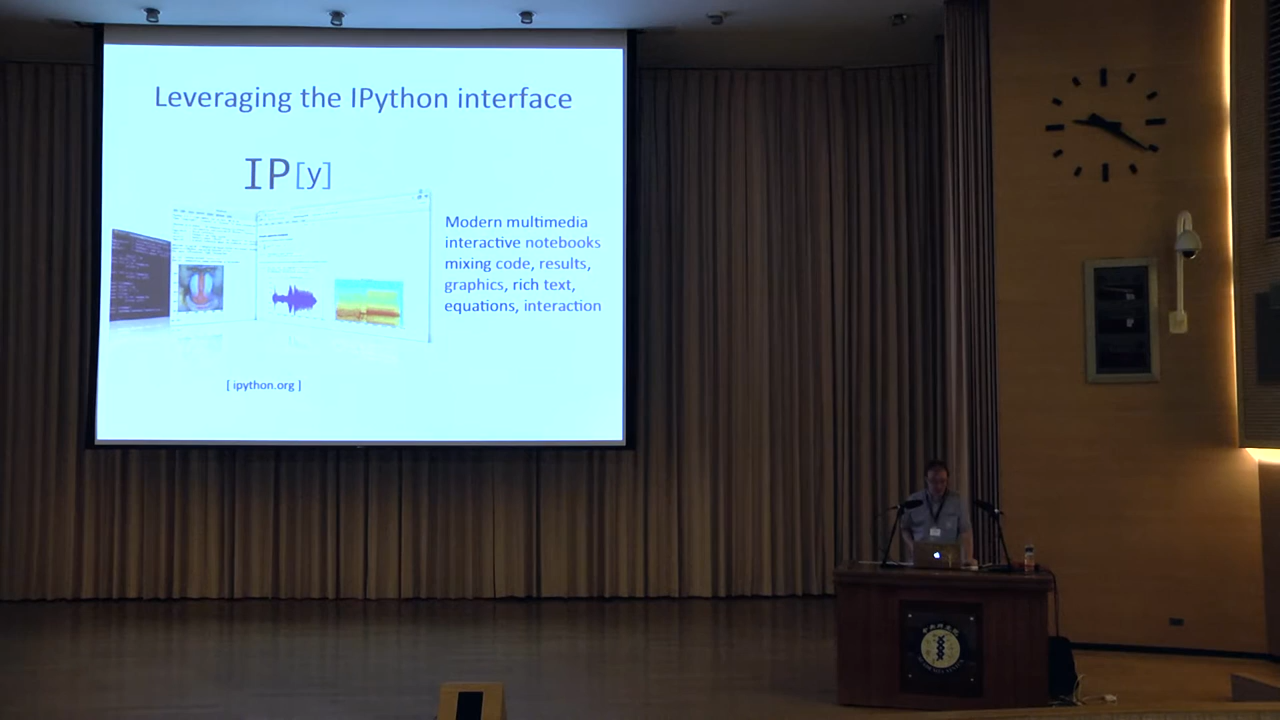 Leveraging the IPython interface
IP[y]
Modern multimedia
interactive notebooks
mixing code, results,
graphics, rich text,
equations, interaction
[ ipython.org ]